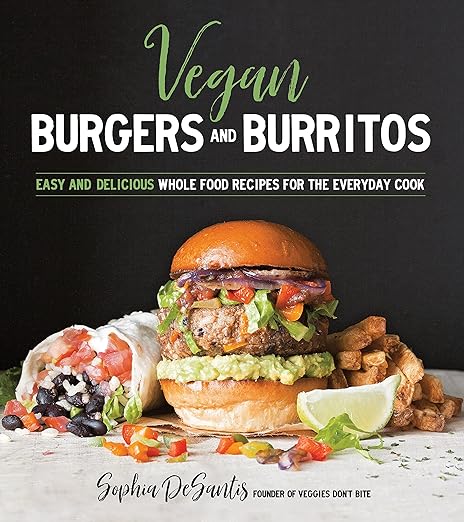 Vegan
BURGERS AND BURRITOS
EASY AND DELICIOUS WHOLE FOOD RECIPES FOR THE EVERYDAY COOK
Sophia DeSantis FOUNDER OF VEGGIES DON'T BITE